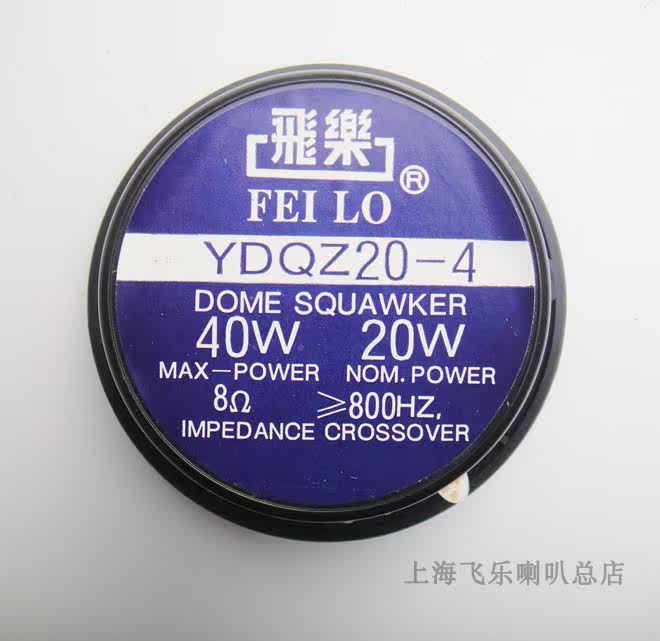 飛樂
FEI LO ®
YDQZ20-4
DOME SQUAWKER
40W 20W
MAX-POWER NOM. POWER
8Ω ≥800HZ.
IMPEDANCE CROSSOVER
上海飞乐喇叭总店